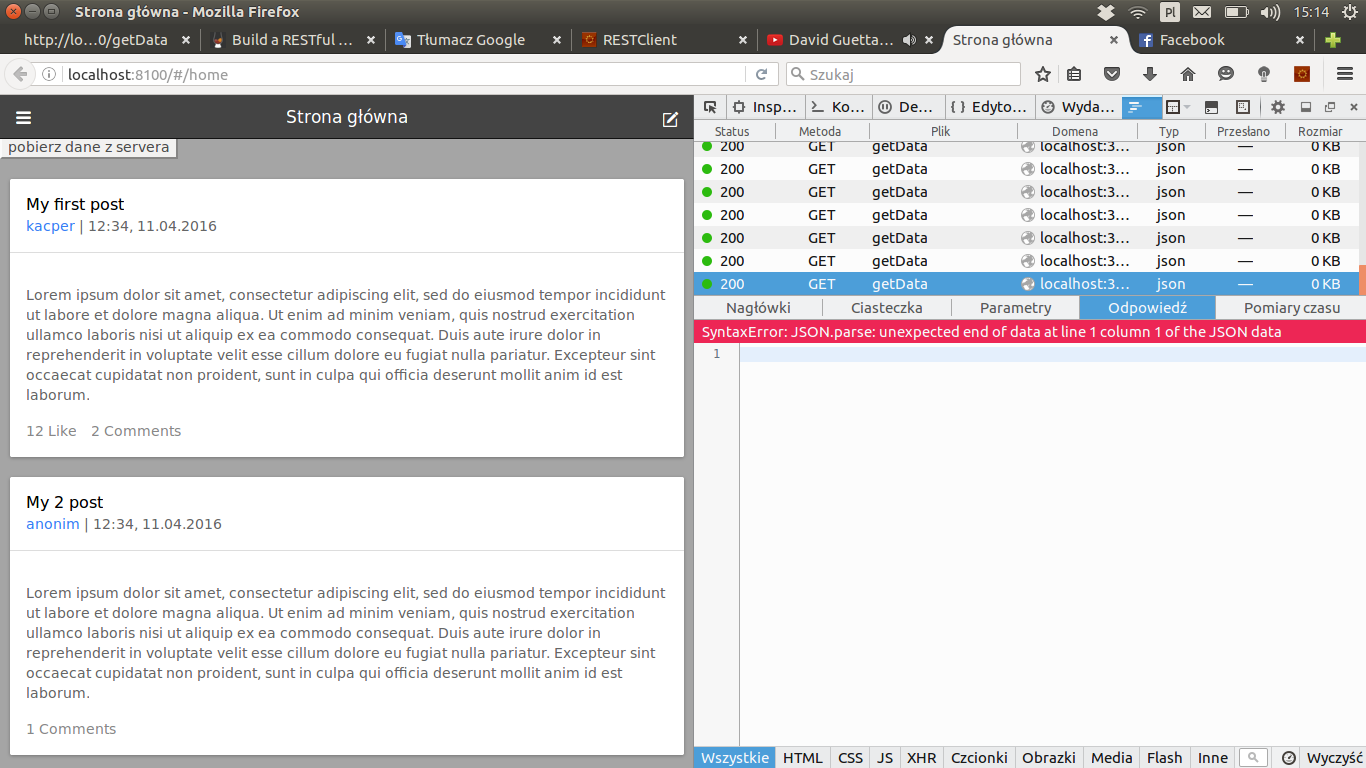 Strona główna - Mozilla Firefox
Pl
15:14
http://lo...0/getData
Build a RESTful ...
Tłumacz Google
RESTClient
David Guetta...
Strona główna
Facebook
localhost:8100/#/home
Szukaj
Strona główna
pobierz dane z servera
My first post
kacper | 12:34, 11.04.2016
Lorem ipsum dolor sit amet, consectetur adipiscing elit, sed do eiusmod tempor incididunt
ut labore et dolore magna aliqua. Ut enim ad minim veniam, quis nostrud exercitation
ullamco laboris nisi ut aliquip ex ea commodo consequat. Duis aute irure dolor in
reprehenderit in voluptate velit esse cillum dolore eu fugiat nulla pariatur. Excepteur sint
occaecat cupidatat non proident, sunt in culpa qui officia deserunt mollit anim id est
laborum.
12 Like 2 Comments
My 2 post
anonim | 12:34, 11.04.2016
Lorem ipsum dolor sit amet, consectetur adipiscing elit, sed do eiusmod tempor incididunt
ut labore et dolore magna aliqua. Ut enim ad minim veniam, quis nostrud exercitation
ullamco laboris nisi ut aliquip ex ea commodo consequat. Duis aute irure dolor in
reprehenderit in voluptate velit esse cillum dolore eu fugiat nulla pariatur. Excepteur sint
occaecat cupidatat non proident, sunt in culpa qui officia deserunt mollit anim id est
laborum.
1 Comments
Insp... Ko... De... Edyto... Wyda...
Status Metoda Plik Domena Typ Przesłano Rozmiar
200 GET getData localhost:3... json — 0 KB
200 GET getData localhost:3... json — 0 KB
200 GET getData localhost:3... json — 0 KB
200 GET getData localhost:3... json — 0 KB
200 GET getData localhost:3... json — 0 KB
200 GET getData localhost:3... json — 0 KB
200 GET getData localhost:3... json — 0 KB
Nagłówki Ciasteczka Parametry Odpowiedź Pomiary czasu
SyntaxError: JSON.parse: unexpected end of data at line 1 column 1 of the JSON data
1
Wszystkie HTML CSS JS XHR Czcionki Obrazki Media Flash Inne Wyczyść